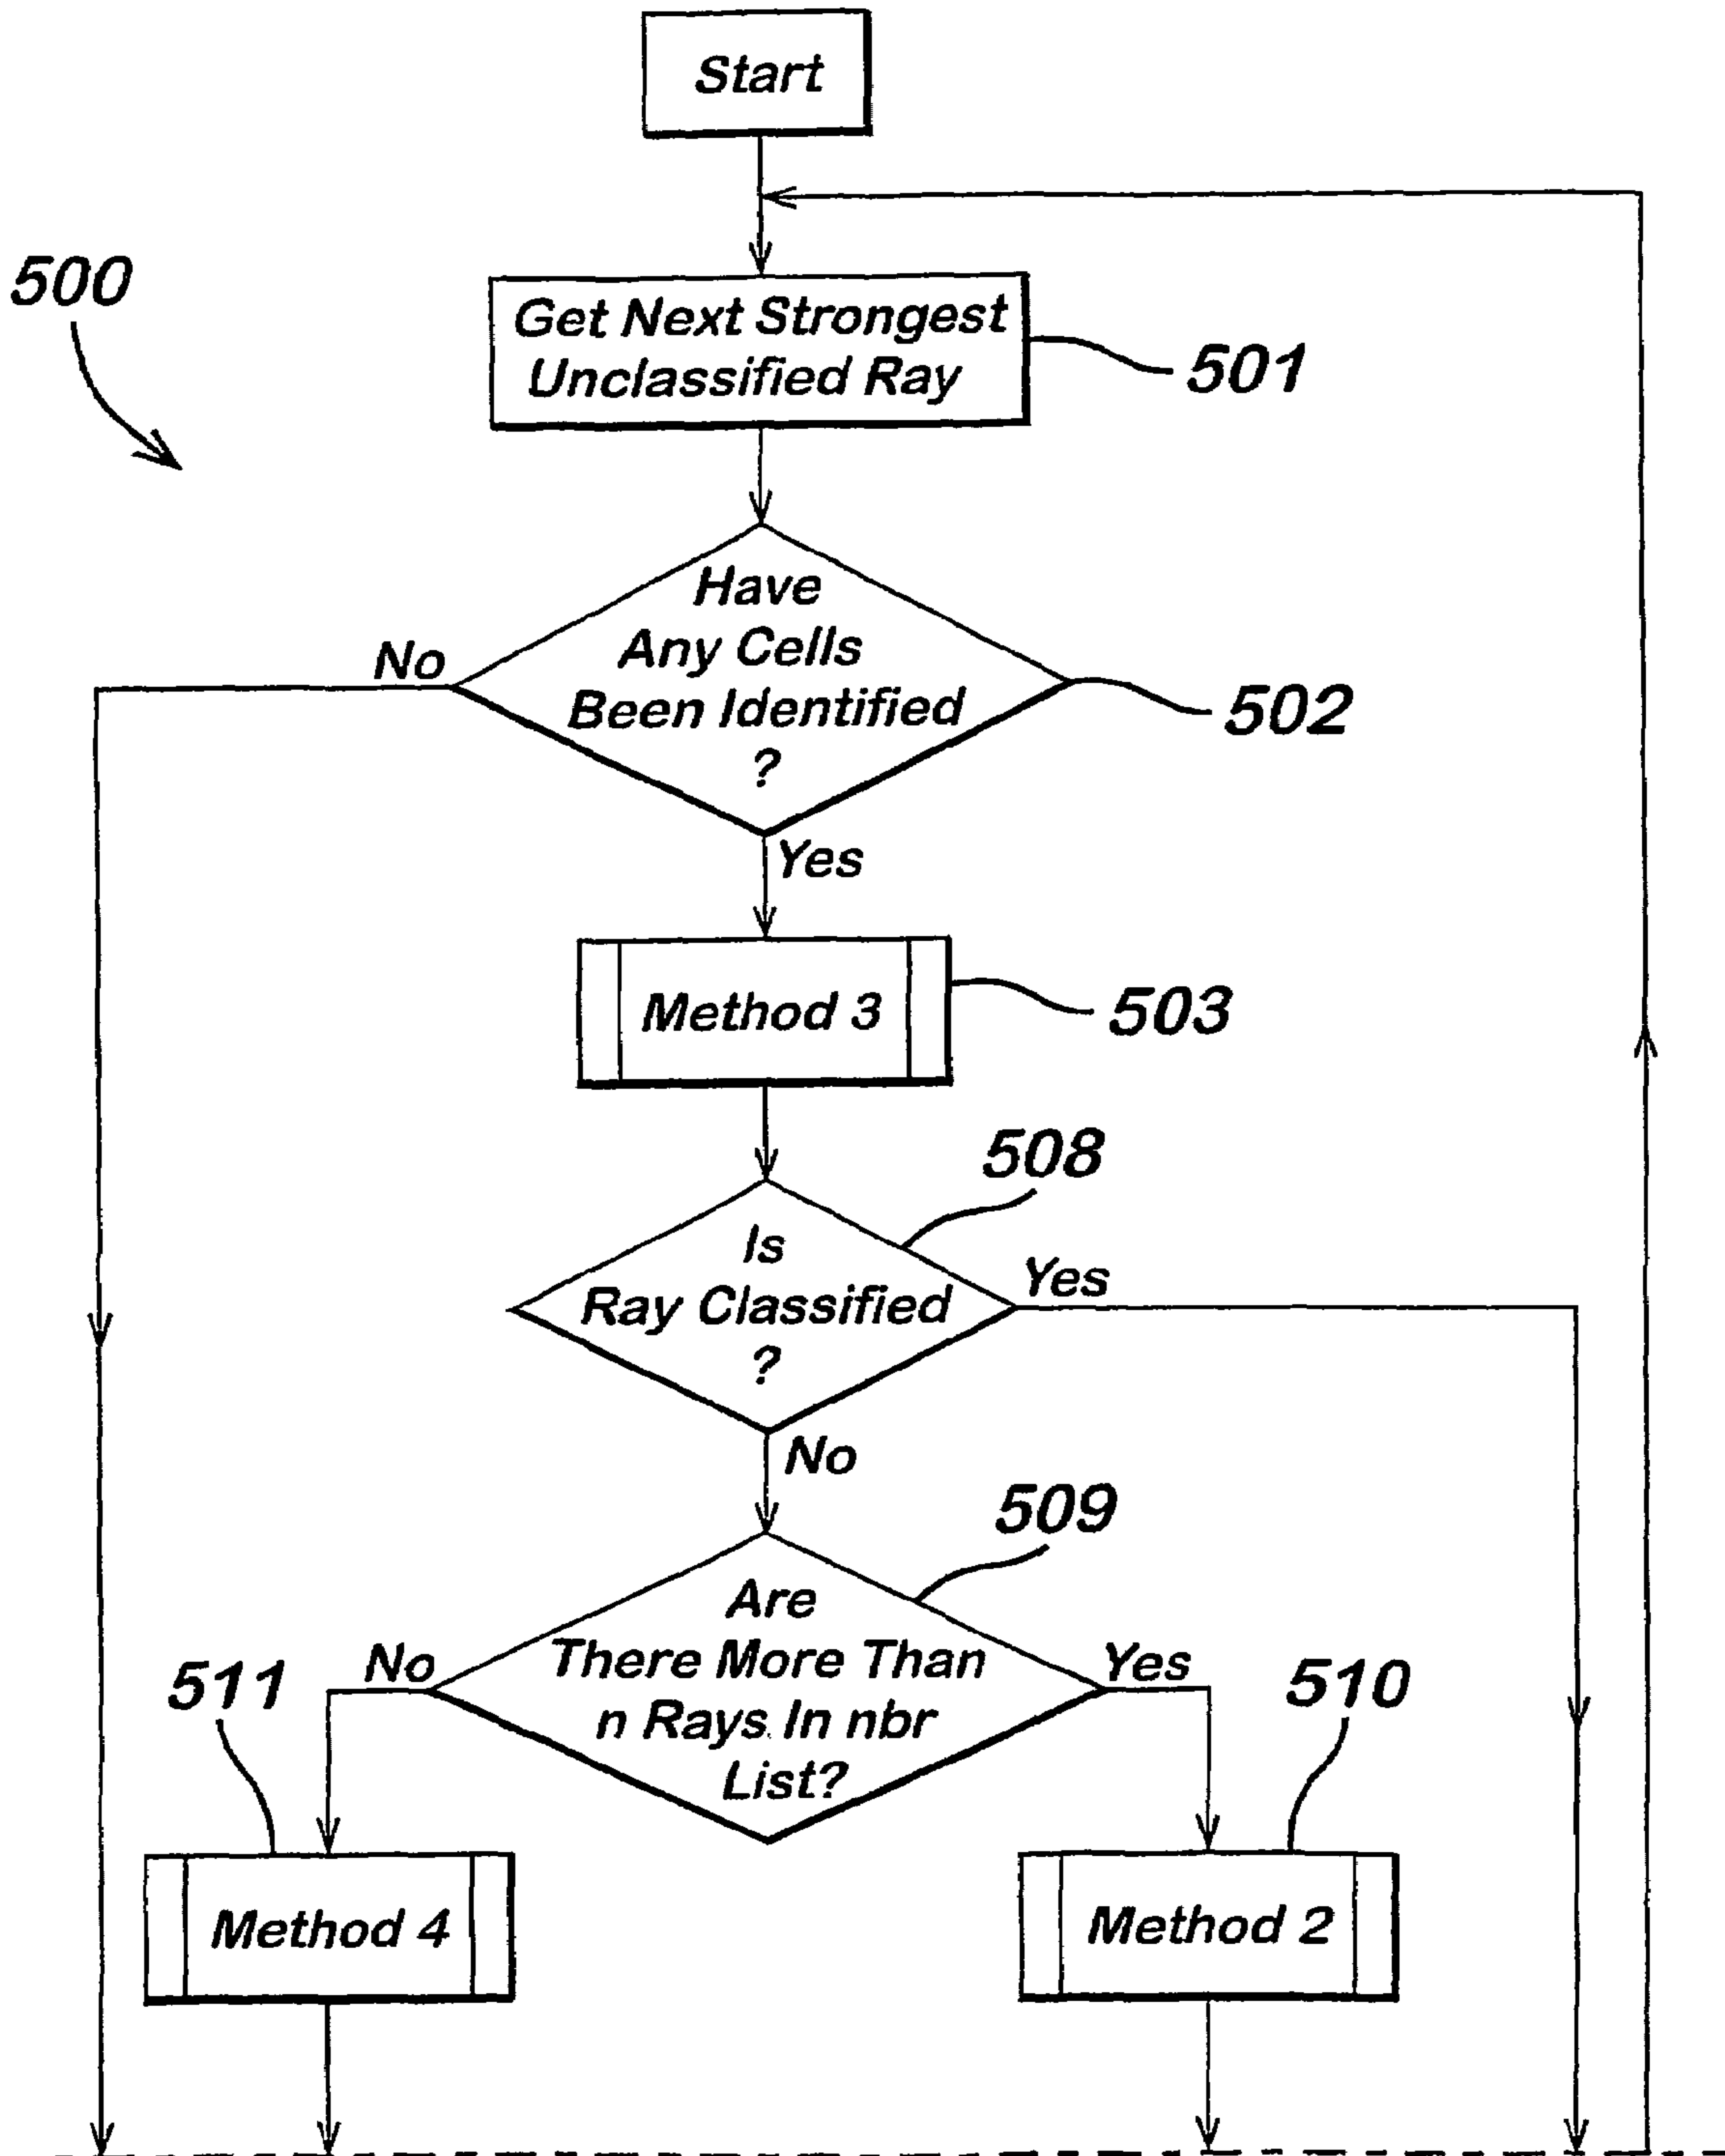 Start
500
Get Next Strongest
Unclassified Ray
501
Have
Any Cells
Been Identified
?
No
502
Yes
Method 3
503
508
Is
Ray Classified
?
Yes
No
509
Are
There More Than
n Rays In nbr
List?
No
Yes
511
510
Method 4
Method 2